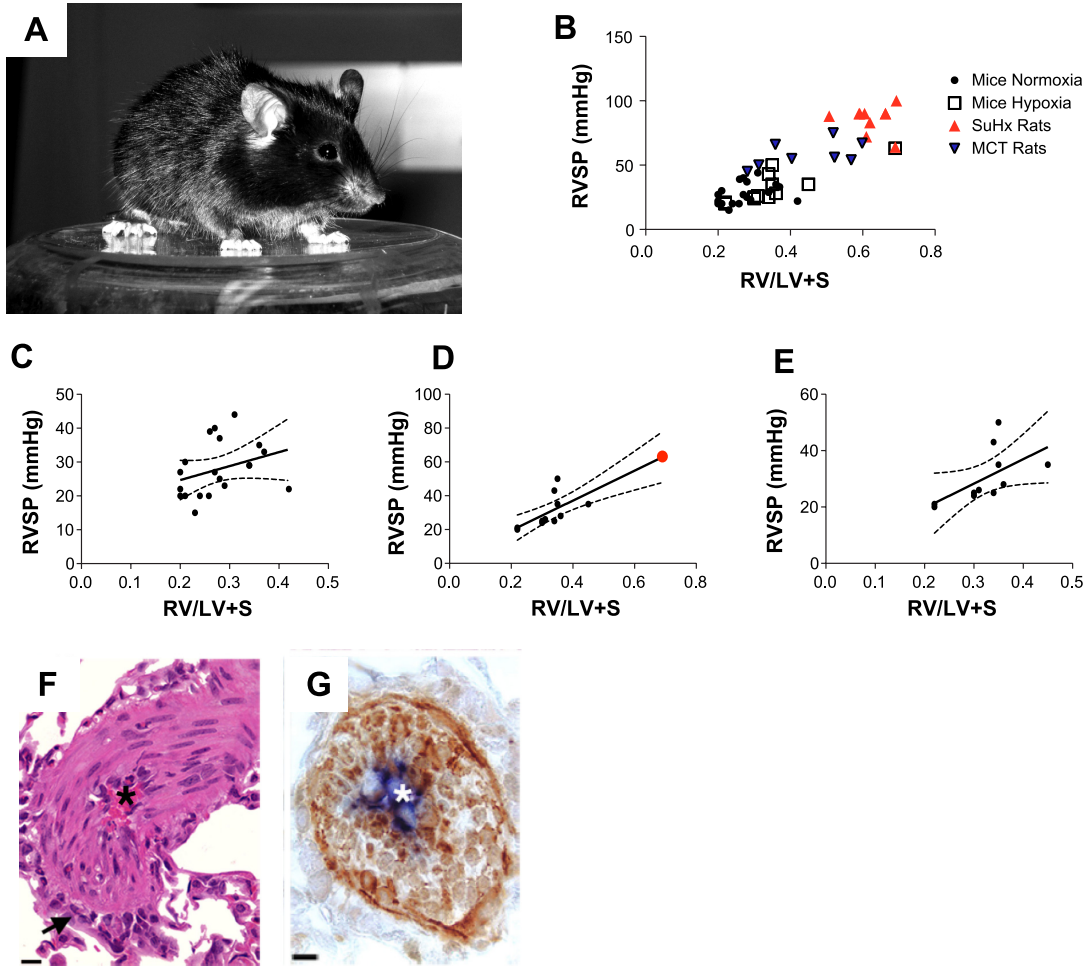 A
B
150
100
50
0
RVSP (mmHg)
0.0 0.2 0.4 0.6 0.8
RV/LV+S
Mice Normoxia
Mice Hypoxia
SuHx Rats
MCT Rats
C
50
40
30
20
10
0
RVSP (mmHg)
0.0 0.1 0.2 0.3 0.4 0.5
RV/LV+S
D
100
80
60
40
20
0
RVSP (mmHg)
0.0 0.2 0.4 0.6 0.8
RV/LV+S
E
60
40
20
0
RVSP (mmHg)
0.0 0.1 0.2 0.3 0.4 0.5
RV/LV+S
F
*
G
*